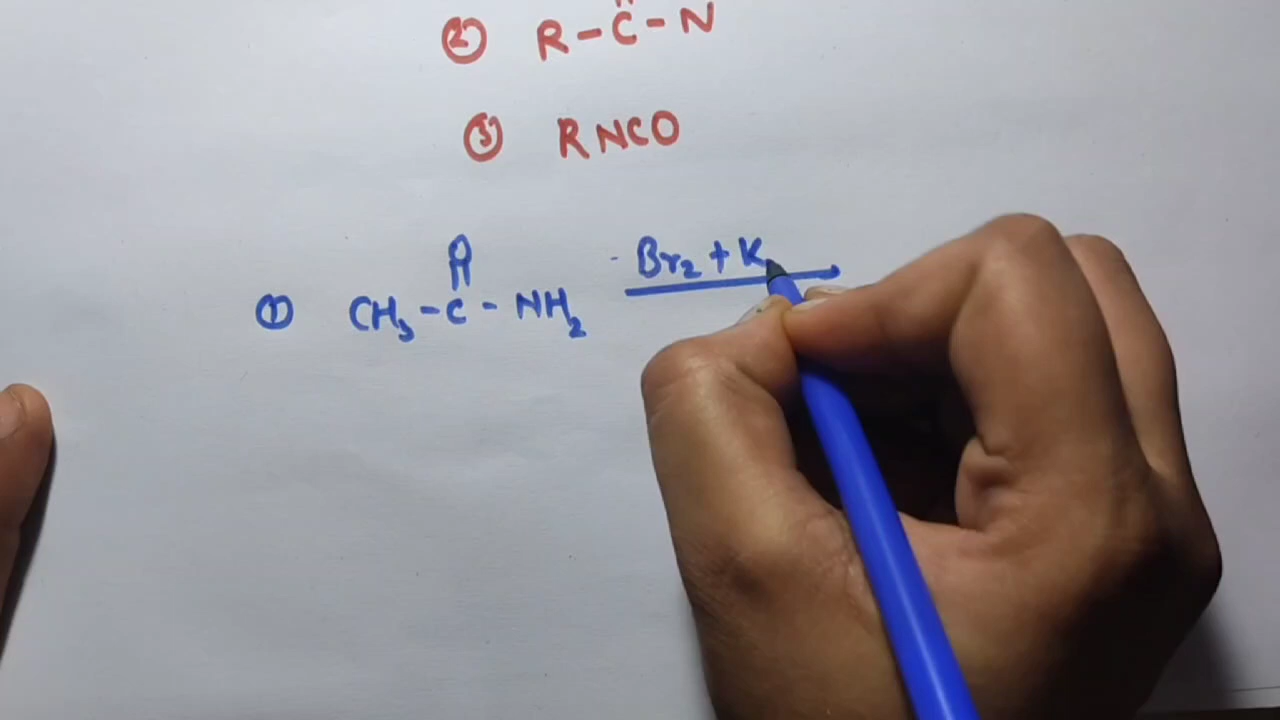 ② R-C-N
③ RNCO
O
① CH3-C-NH2 Br2+K